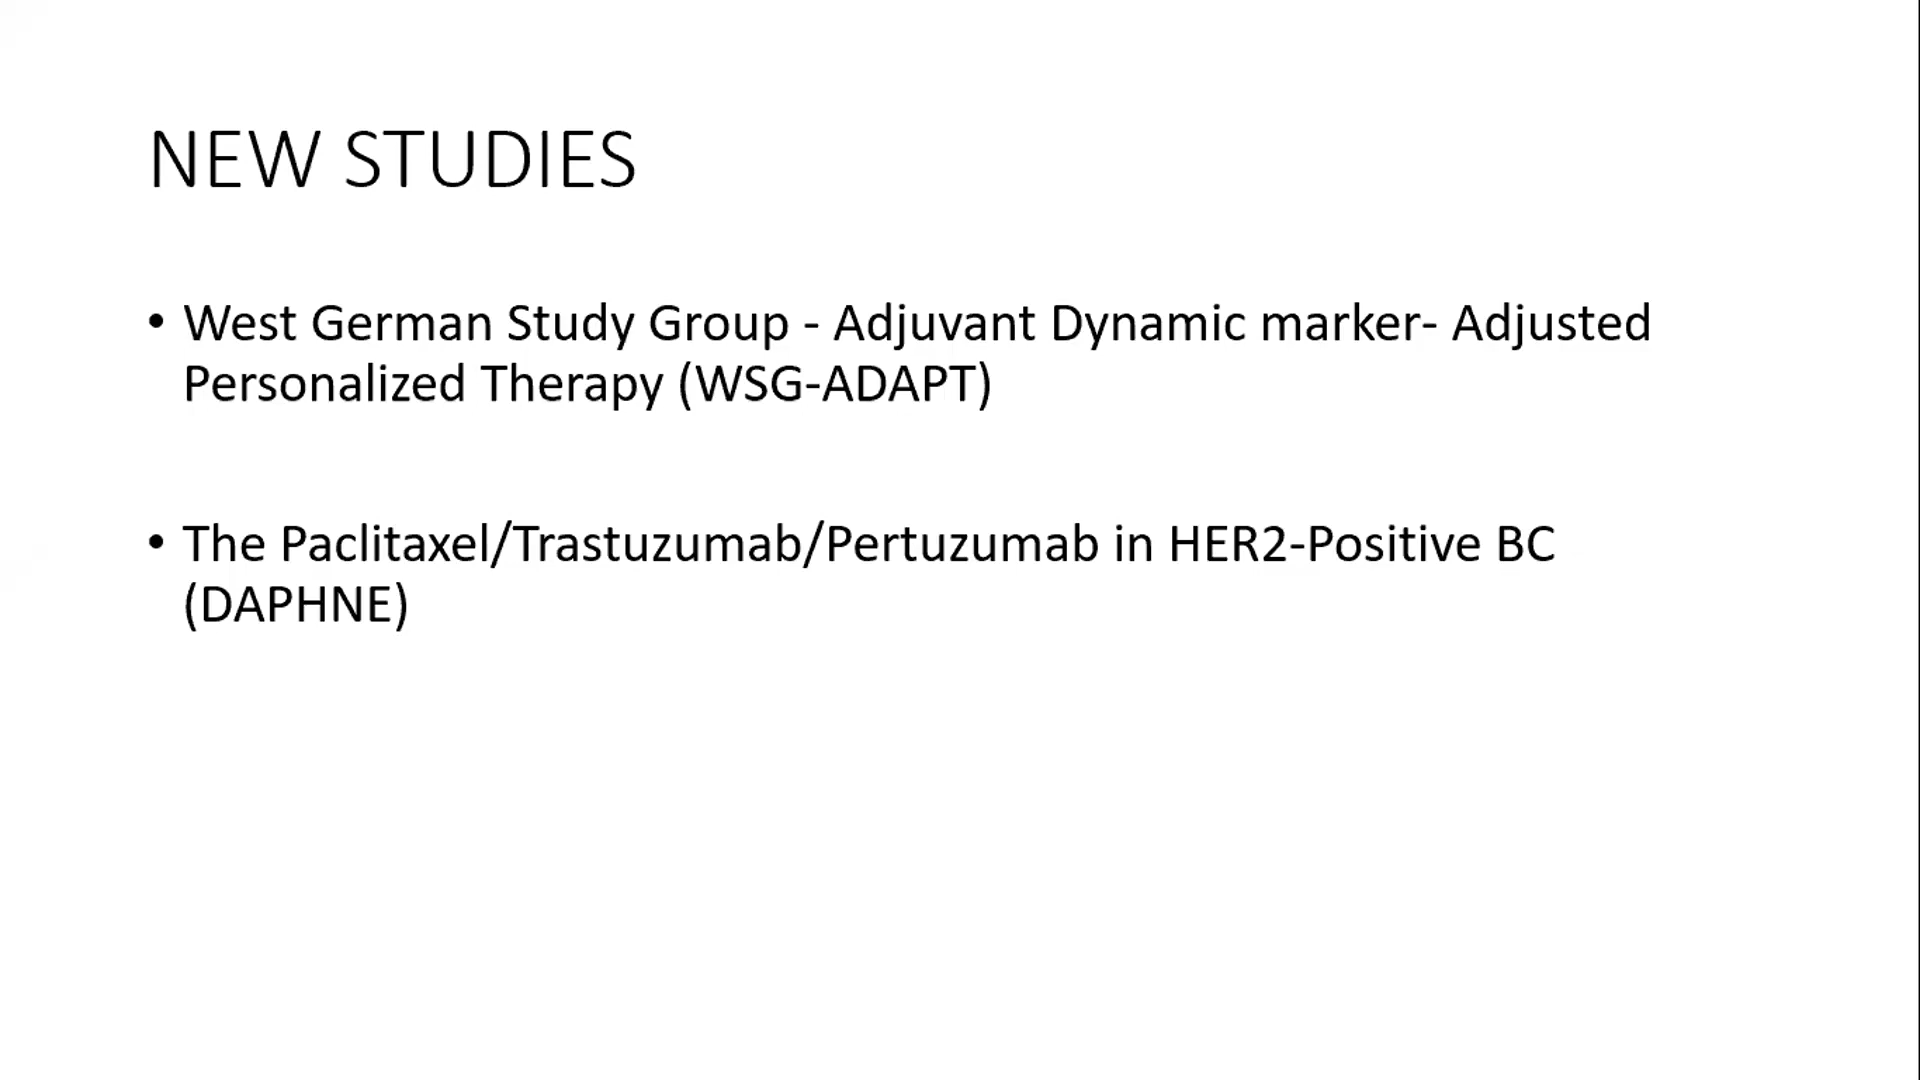 NEW STUDIES
• West German Study Group - Adjuvant Dynamic marker- Adjusted
Personalized Therapy (WSG-ADAPT)
• The Paclitaxel/Trastuzumab/Pertuzumab in HER2-Positive BC
(DAPHNE)